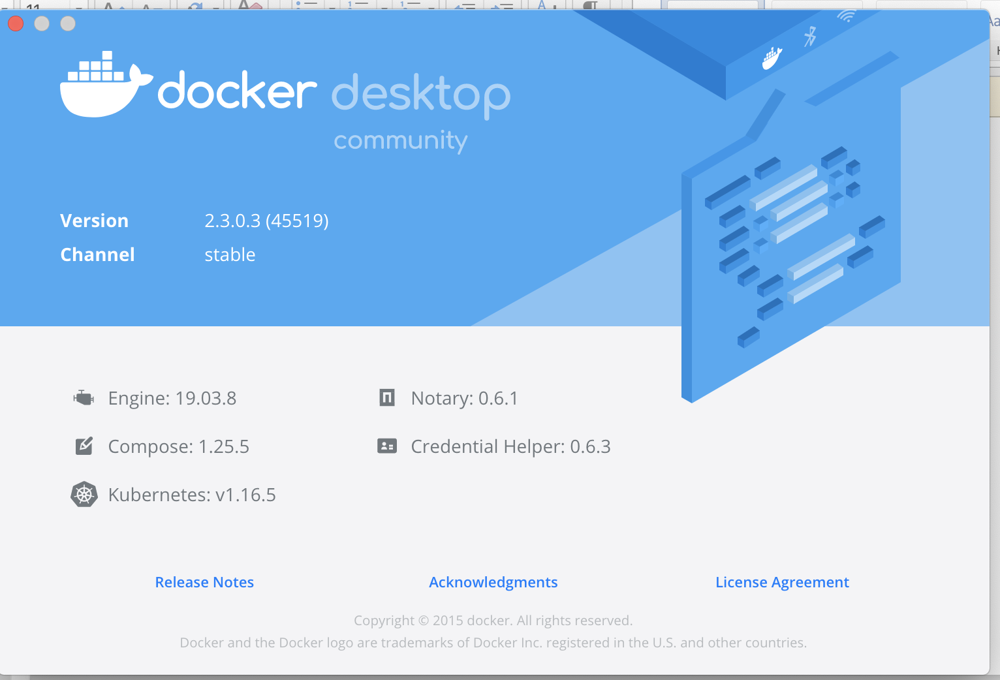 11
docker desktop
community
Version 2.3.0.3 (45519)
Channel stable
Engine: 19.03.8 Notary: 0.6.1
Compose: 1.25.5 Credential Helper: 0.6.3
Kubernetes: v1.16.5
Release Notes Acknowledgments License Agreement
Copyright © 2015 docker. All rights reserved.
Docker and the Docker logo are trademarks of Docker Inc. registered in the U.S. and other countries.